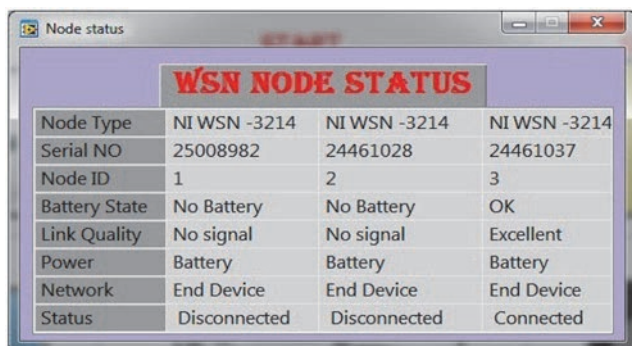 Node status
START
WSN NODE STATUS
Node Type NI WSN -3214 NI WSN -3214 NI WSN -3214
Serial NO 25008982 24461028 24461037
Node ID 1 2 3
Battery State No Battery No Battery OK
Link Quality No signal No signal Excellent
Power Battery Battery Battery
Network End Device End Device End Device
Status Disconnected Disconnected Connected